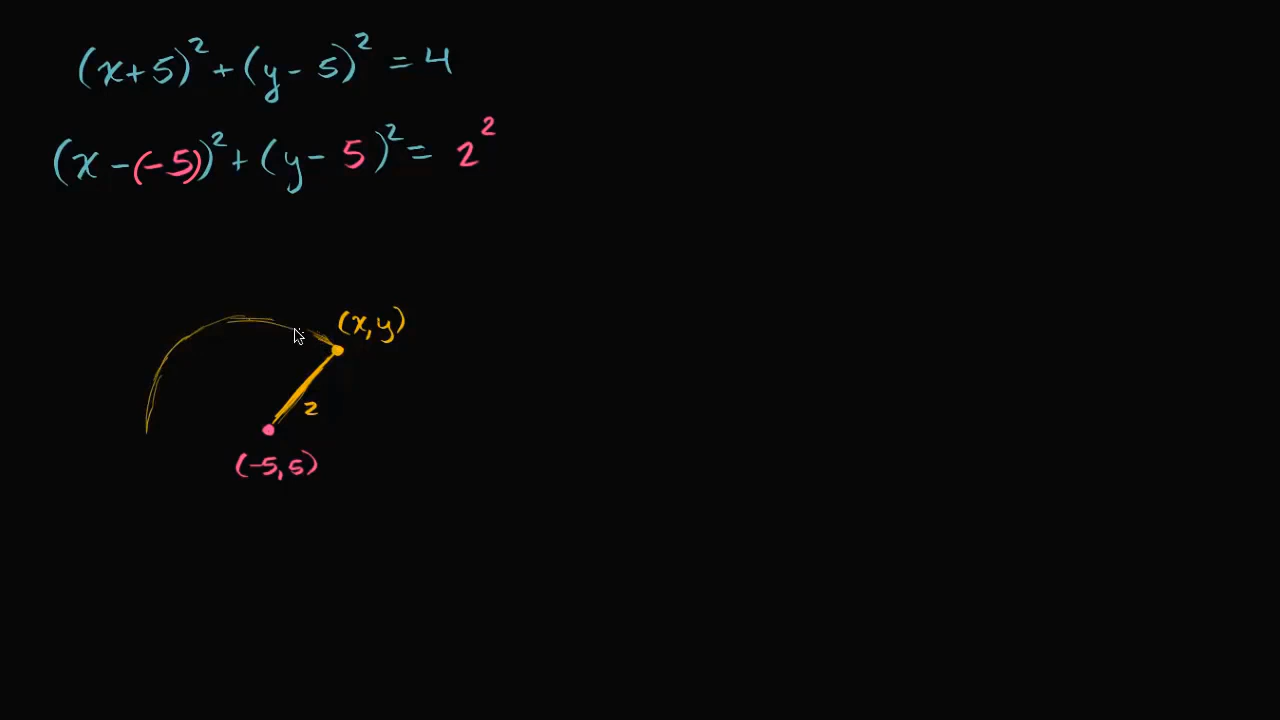 (x+5)² + (y-5)² = 4
(x-(-5))² + (y-5)² = 2²
(x,y)
2
(-5,5)